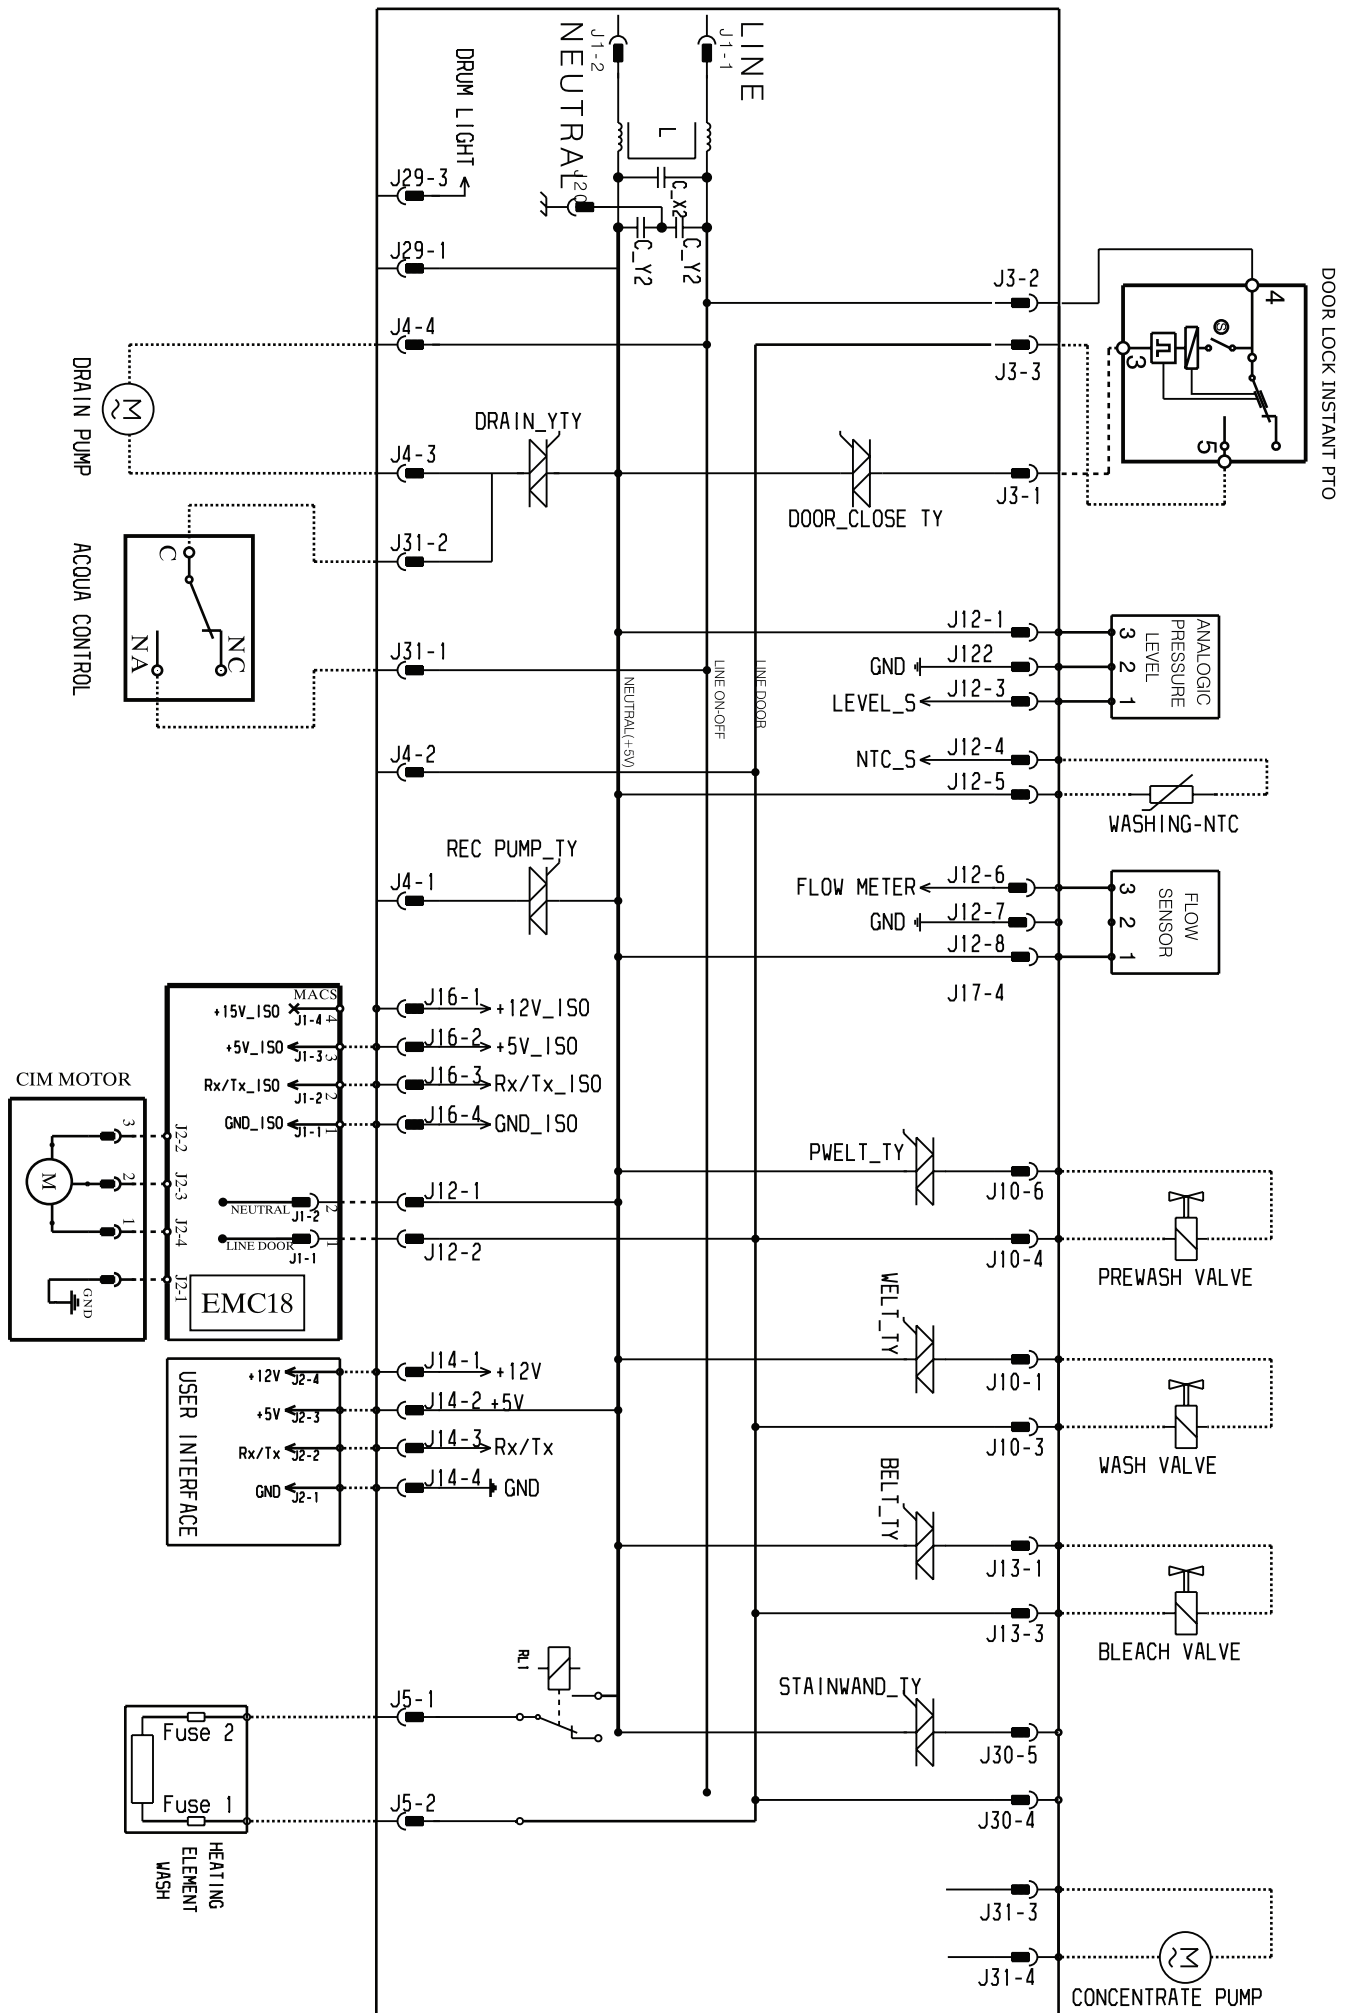 LINE
J1-1
J1-2
NEUTRAL
L
C_X2
J20
C_Y2
C_Y2
DRUM LIGHT
J29-3
J29-1
J4-4
DRAIN PUMP
M
J4-3
DRAIN_YTY
J31-2
ACQUA CONTROL
C
NC
NA
J31-1
J4-2
REC PUMP_TY
J4-1
NEUTRAL(+5V)
LINE ON-OFF
LINE DOOR
DOOR LOCK INSTANT PTO
4
S
3
5
J3-2
J3-3
J3-1
DOOR_CLOSE TY
J12-1
GND
J122
LEVEL_S
J12-3
3
2
1
ANALOGIC
PRESSURE
LEVEL
NTC_S
J12-4
J12-5
WASHING-NTC
FLOW METER
J12-6
GND
J12-7
J12-8
J17-4
3
2
1
FLOW
SENSOR
MACS
+15V_ISO
J1-4
4
J16-1
+12V_ISO
+5V_ISO
J1-3
3
J16-2
+5V_ISO
Rx/Tx_ISO
J1-2
2
J16-3
Rx/Tx_ISO
GND_ISO
J1-1
1
J16-4
GND_ISO
CIM MOTOR
3
2
1
M
GND
J2-2
J2-3
J2-4
J2-1
NEUTRAL
J1-2
2
J12-1
LINE DOOR
J1-1
1
J12-2
EMC18
PWELT_TY
J10-6
J10-4
PREWASH VALVE
WELT_TY
J10-1
J10-3
WASH VALVE
BELT_TY
J13-1
J13-3
BLEACH VALVE
USER INTERFACE
+12V
J2-4
J14-1
+12V
+5V
J2-3
J14-2
+5V
Rx/Tx
J2-2
J14-3
Rx/Tx
GND
J2-1
J14-4
GND
RL1
J5-1
Fuse 2
Fuse 1
J5-2
HEATING
ELEMENT
WASH
STAINWAND_TY
J30-5
J30-4
J31-3
J31-4
M
CONCENTRATE PUMP